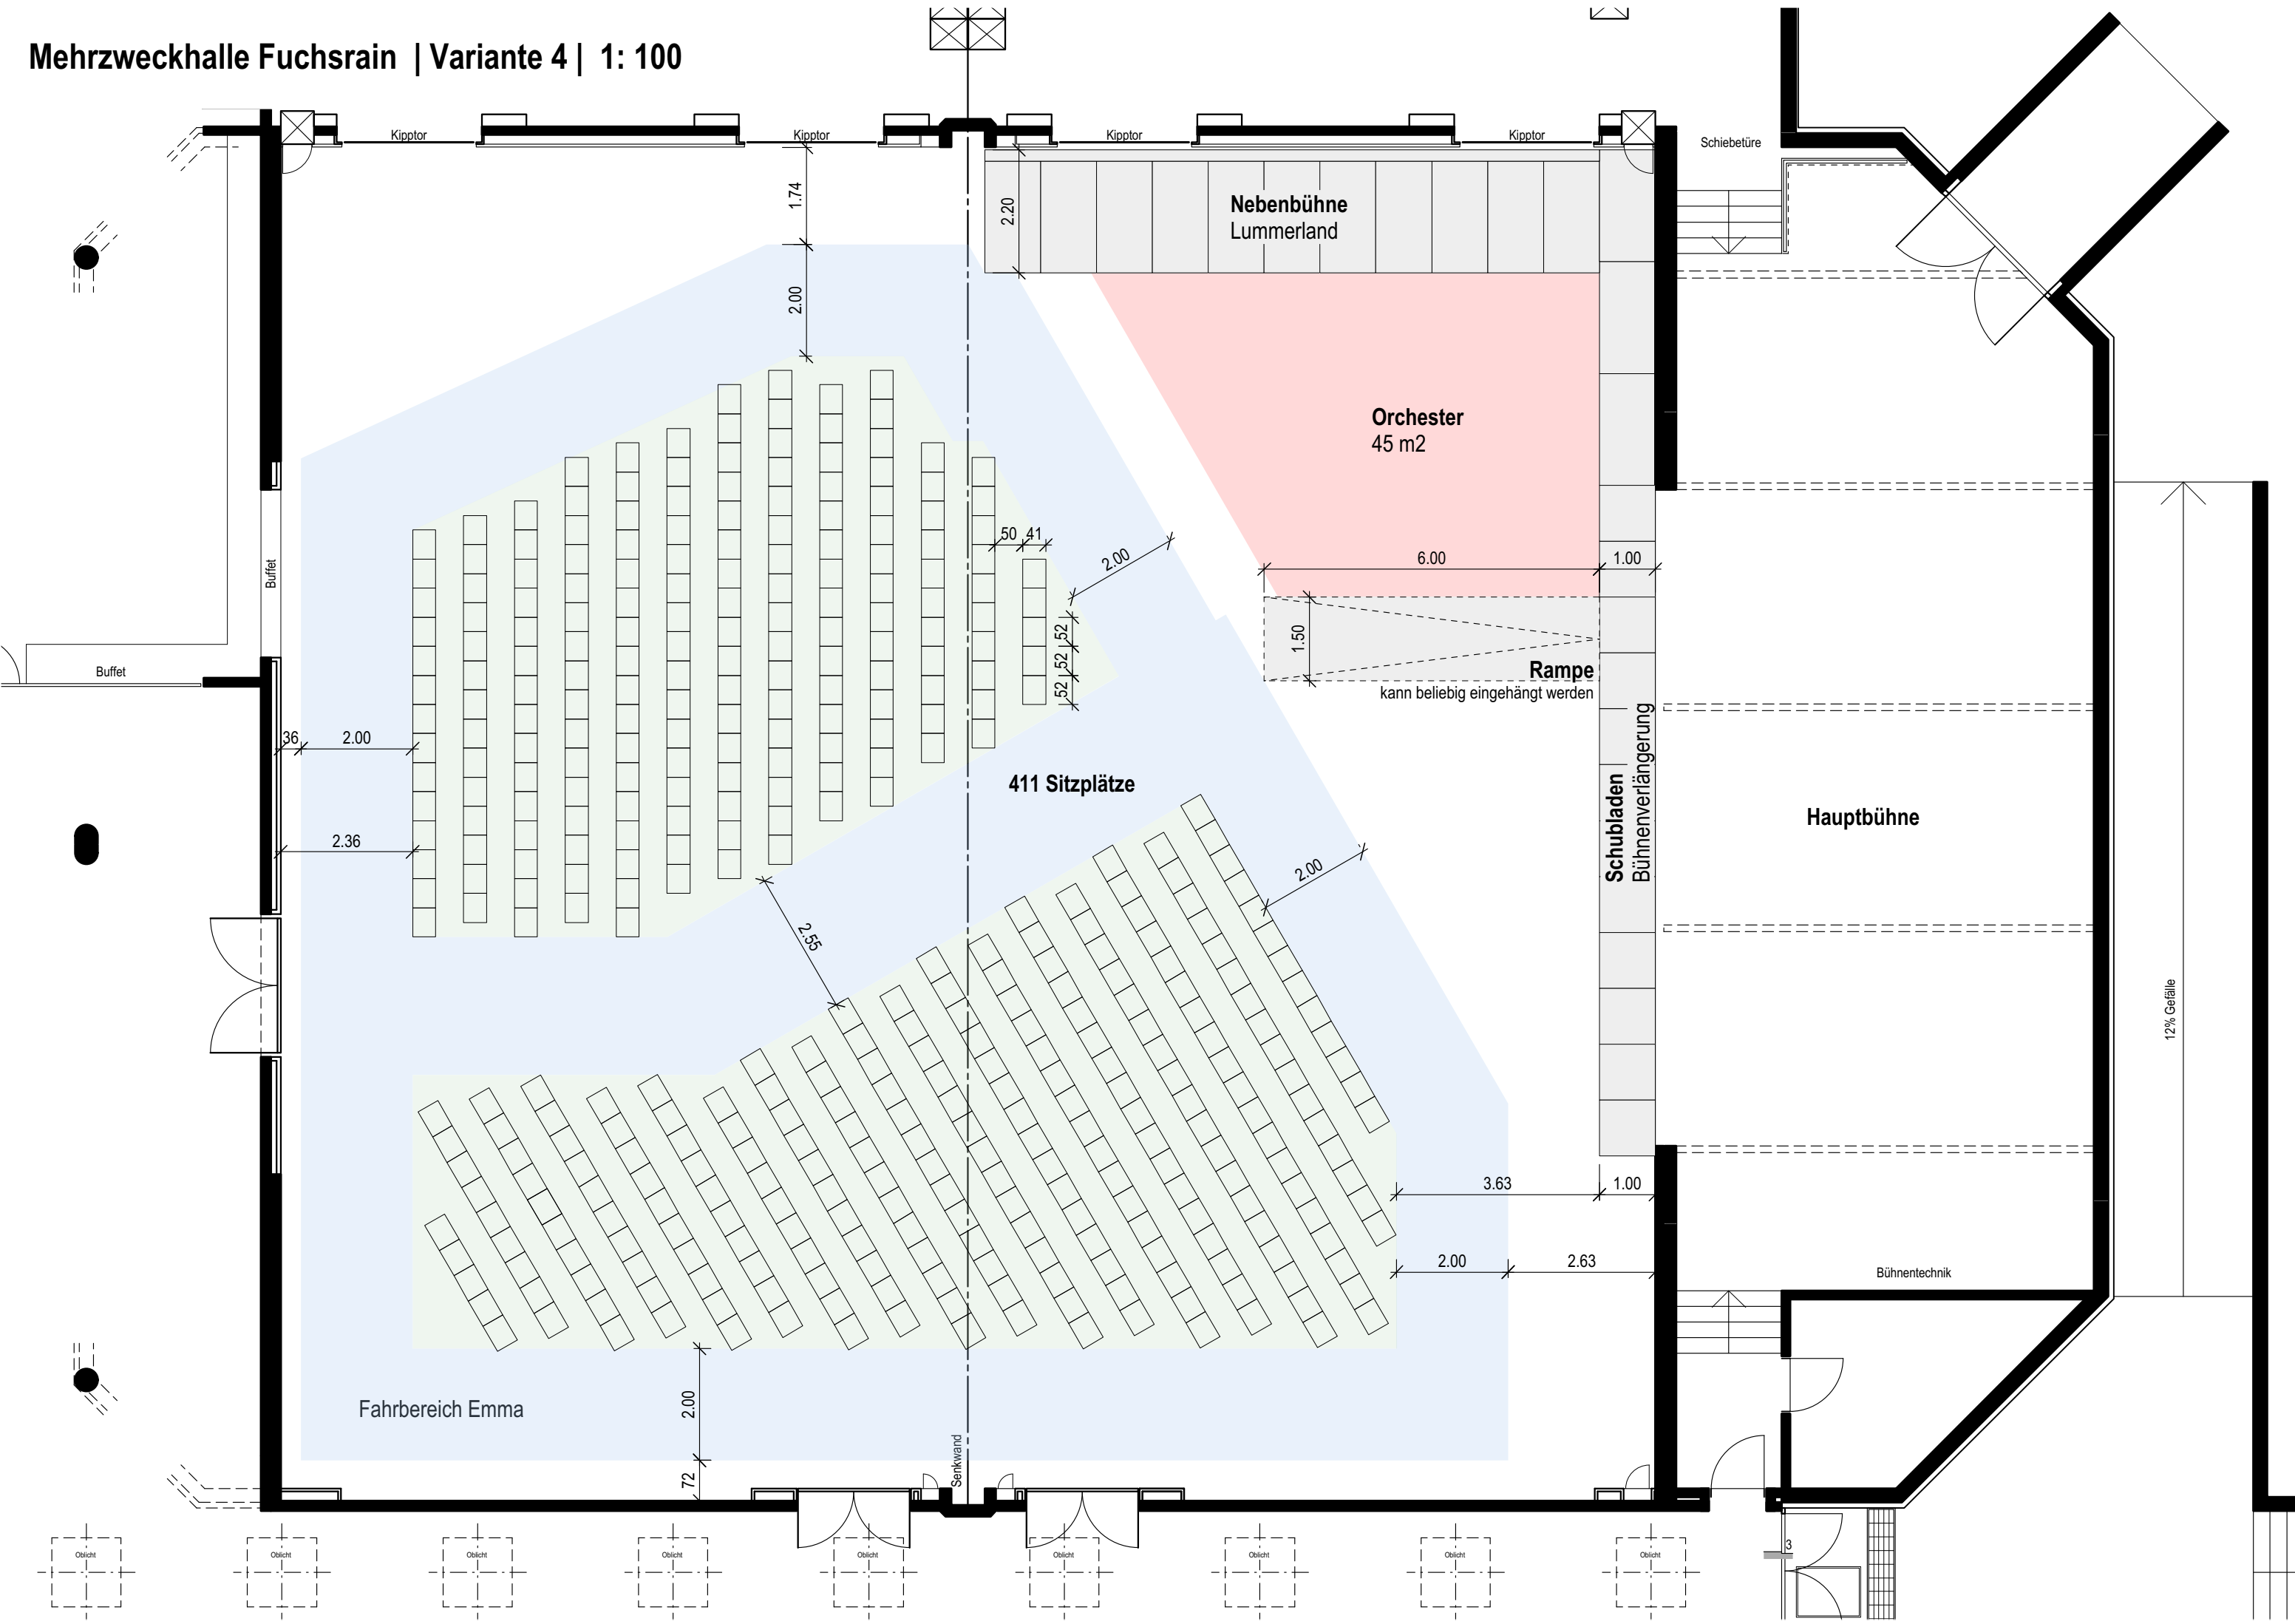 Mehrzweckhalle Fuchsrain | Variante 4 | 1: 100
Kipptor
Kipptor
Kipptor
Kipptor
Schiebetüre
1.74
2.20
Nebenbühne
Lummerland
2.00
Orchester
45 m2
50
41
2.00
6.00
1.00
Buffet
52
52
52
1.50
Rampe
kann beliebig eingehängt werden
Buffet
36
2.00
411 Sitzplätze
Schubladen
Bühnenverlängerung
Hauptbühne
2.36
2.00
2.55
12% Gefälle
3.63
1.00
2.00
2.63
Bühnentechnik
Fahrbereich Emma
2.00
Senkwand
72
3
Oblicht
Oblicht
Oblicht
Oblicht
Oblicht
Oblicht
Oblicht
Oblicht
Oblicht